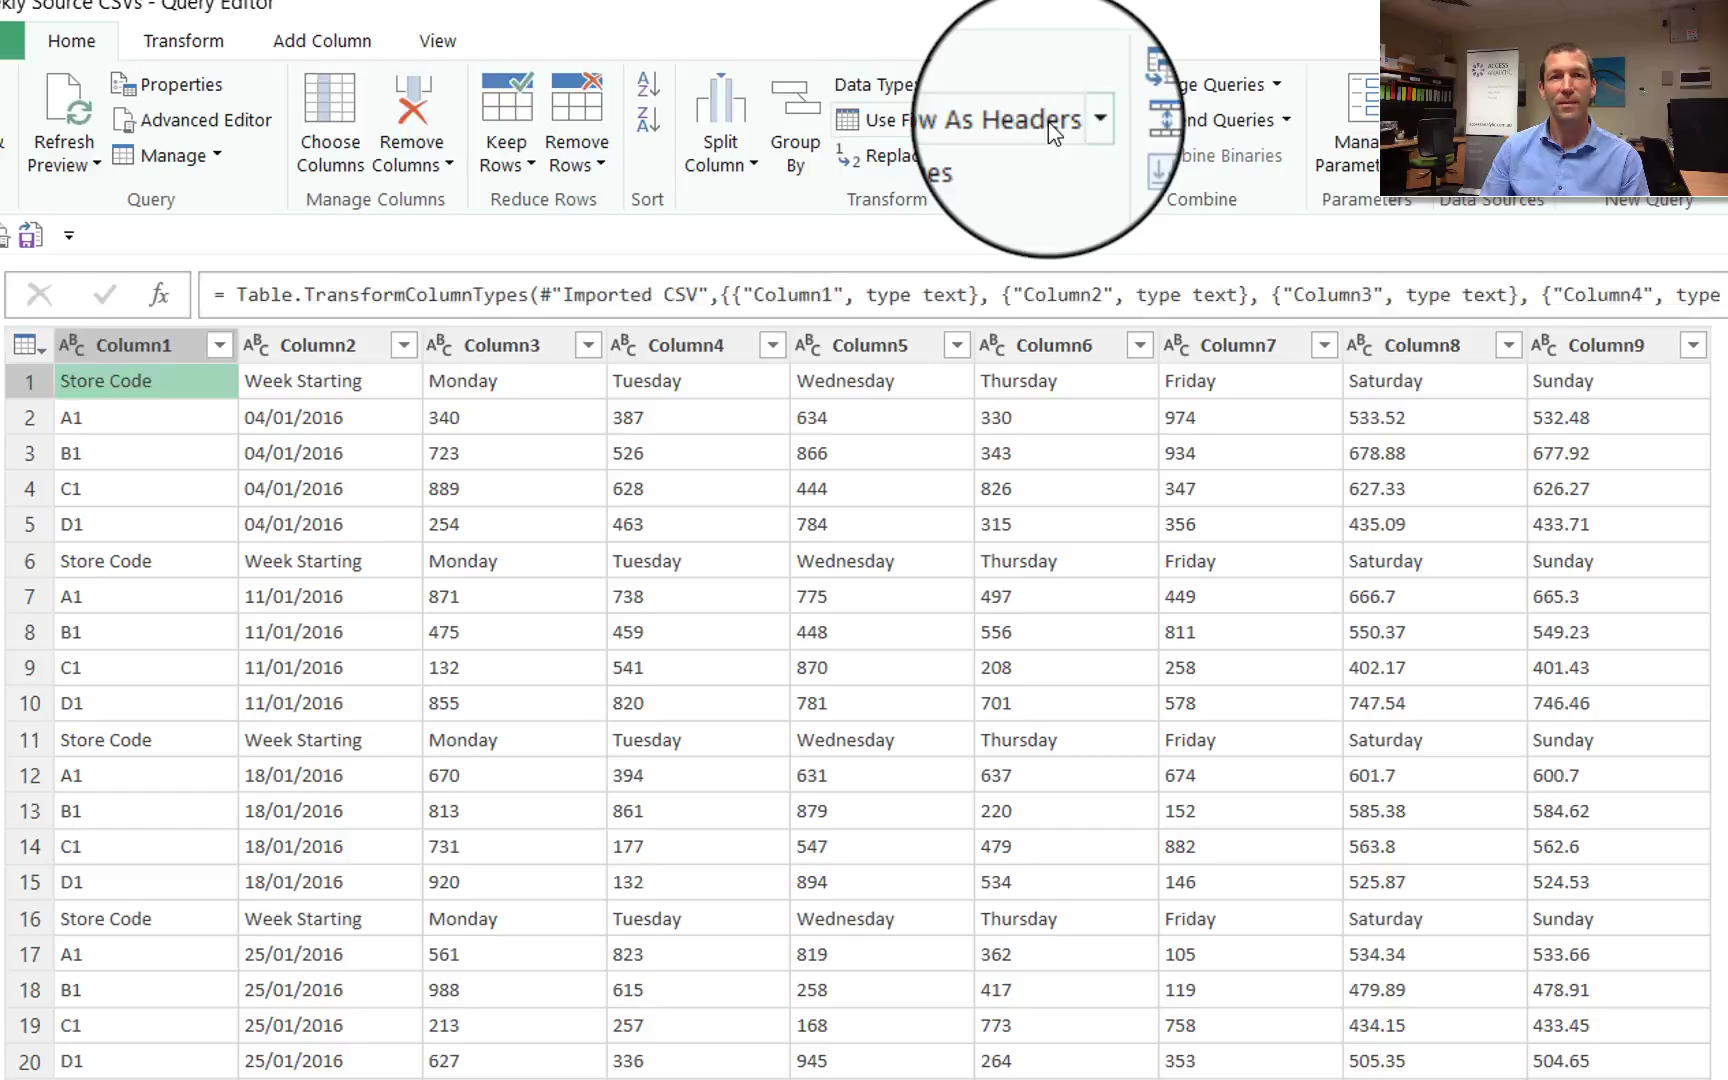 kly Source CSVs - Query Editor
Home Transform Add Column View
Refresh Preview
Properties
Advanced Editor
Manage
Query
Choose Columns
Remove Columns
Manage Columns
Keep Rows
Remove Rows
Reduce Rows
Sort
Split Column
Group By
Data Type
Use F
w As Headers
Replac
es
Transform
ge Queries
nd Queries
bine Binaries
Combine
Mana
Paramet
Parameters Data Sources New Query
ACCESS
ANALYTIC
fx = Table.TransformColumnTypes(#"Imported CSV",{{"Column1", type text}, {"Column2", type text}, {"Column3", type text}, {"Column4", type
Column1 Column2 Column3 Column4 Column5 Column6 Column7 Column8 Column9
1 Store Code Week Starting Monday Tuesday Wednesday Thursday Friday Saturday Sunday
2 A1 04/01/2016 340 387 634 330 974 533.52 532.48
3 B1 04/01/2016 723 526 866 343 934 678.88 677.92
4 C1 04/01/2016 889 628 444 826 347 627.33 626.27
5 D1 04/01/2016 254 463 784 315 356 435.09 433.71
6 Store Code Week Starting Monday Tuesday Wednesday Thursday Friday Saturday Sunday
7 A1 11/01/2016 871 738 775 497 449 666.7 665.3
8 B1 11/01/2016 475 459 448 556 811 550.37 549.23
9 C1 11/01/2016 132 541 870 208 258 402.17 401.43
10 D1 11/01/2016 855 820 781 701 578 747.54 746.46
11 Store Code Week Starting Monday Tuesday Wednesday Thursday Friday Saturday Sunday
12 A1 18/01/2016 670 394 631 637 674 601.7 600.7
13 B1 18/01/2016 813 861 879 220 152 585.38 584.62
14 C1 18/01/2016 731 177 547 479 882 563.8 562.6
15 D1 18/01/2016 920 132 894 534 146 525.87 524.53
16 Store Code Week Starting Monday Tuesday Wednesday Thursday Friday Saturday Sunday
17 A1 25/01/2016 561 823 819 362 105 534.34 533.66
18 B1 25/01/2016 988 615 258 417 119 479.89 478.91
19 C1 25/01/2016 213 257 168 773 758 434.15 433.45
20 D1 25/01/2016 627 336 945 264 353 505.35 504.65